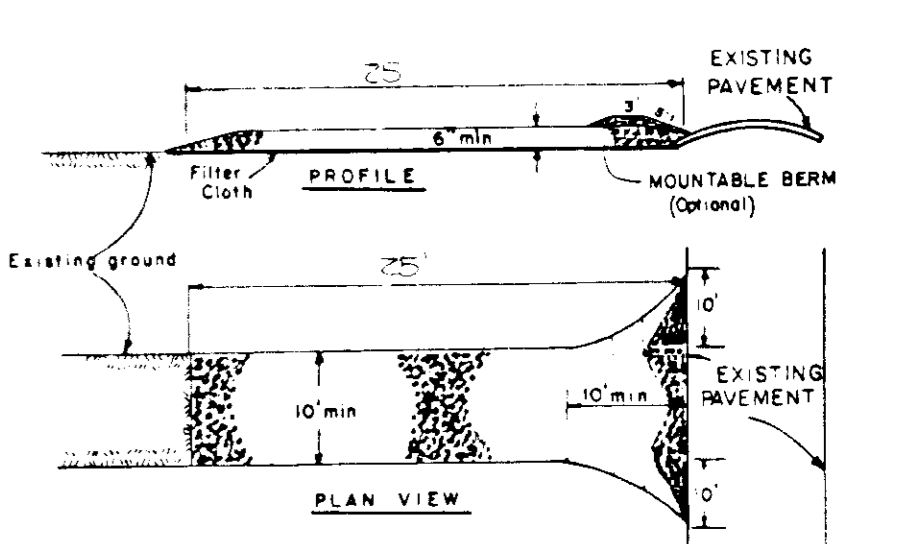 25
EXISTING
PAVEMENT
3'
6" min
Filter
Cloth
PROFILE
MOUNTABLE BERM
(Optional)
Existing ground
25'
10'
10' min
10' min
EXISTING
PAVEMENT
10'
PLAN VIEW